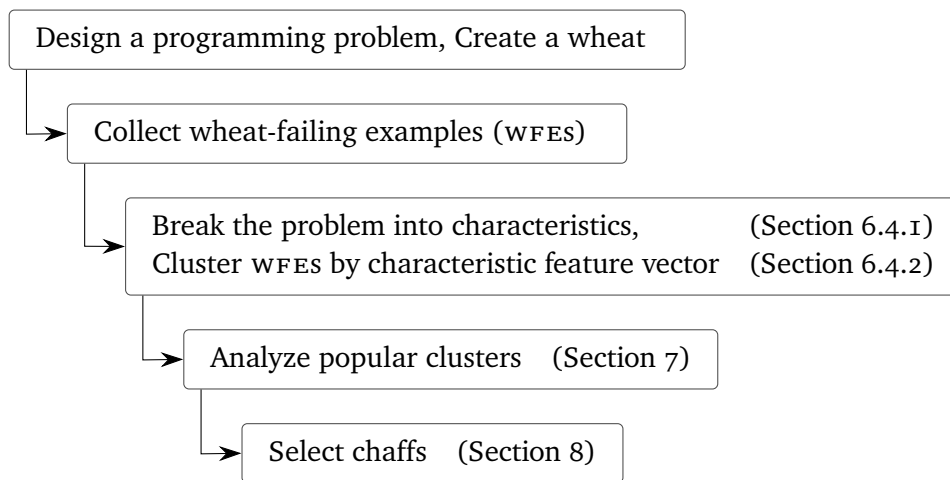 Design a programming problem, Create a wheat
Collect wheat-failing examples (WFEs)
Break the problem into characteristics, (Section 6.4.1)
Cluster WFEs by characteristic feature vector (Section 6.4.2)
Analyze popular clusters (Section 7)
Select chaffs (Section 8)